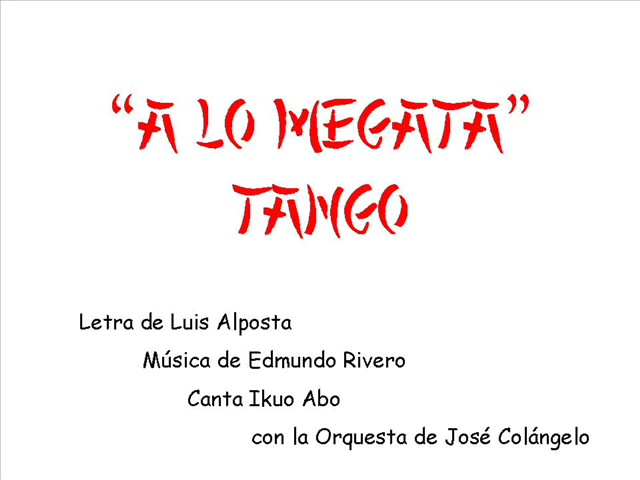 “A LO MEGATA”
TANGO
Letra de Luis Alposta
Música de Edmundo Rivero
Canta Ikuo Abo
con la Orquesta de José Colángelo